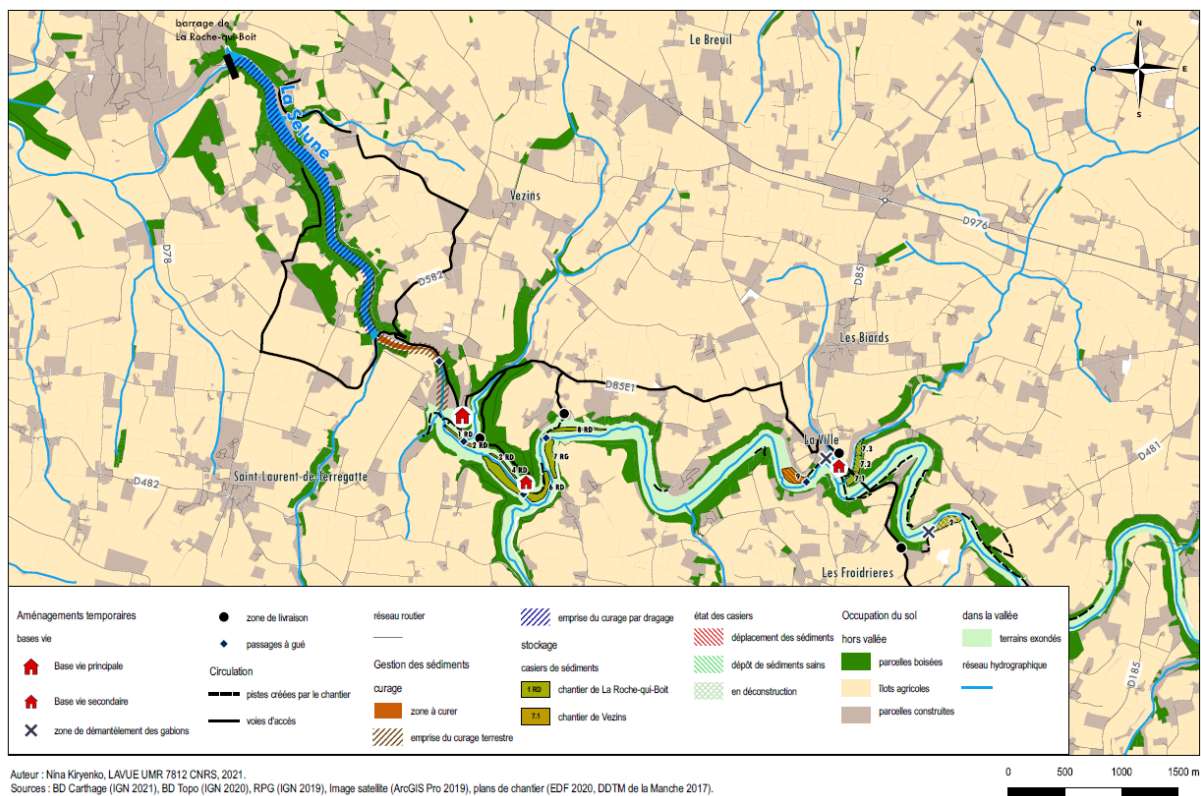 barrage de
La Roche-qui-Boit
Le Breuil
N
O
E
S
La Sélune
Vezins
D976
D78
D582
D85
Les Biards
D85E1
La Ville
D481
1 RD
2 RD
3 RD
4 RD
6 RD
7 RG
8 RD
9
7.3
7.2
7.1
2
Saint-Laurent-de-Terregatte
D482
Les Froidrieres
D185
Aménagements temporaires
bases vie
Base vie principale
Base vie secondaire
zone de démantèlement des gabions
zone de livraison
passages à gué
Circulation
pistes créées par le chantier
voies d'accès
réseau routier
Gestion des sédiments
curage
zone à curer
emprise du curage terrestre
emprise du curage par dragage
stockage
casiers de sédiments
1 RD
chantier de La Roche-qui-Boit
7.1
chantier de Vezins
état des casiers
déplacement des sédiments
dépôt de sédiments sains
en déconstruction
Occupation du sol
hors vallée
parcelles boisées
îlots agricoles
parcelles construites
dans la vallée
terrains exondés
réseau hydrographique
Auteur : Nina Kiryenko, LAVUE UMR 7812 CNRS, 2021.
Sources : BD Carthage (IGN 2021), BD Topo (IGN 2020), RPG (IGN 2019), Image satellite (ArcGIS Pro 2019), plans de chantier (EDF 2020, DDTM de la Manche 2017).
0 500 1000 1500 m